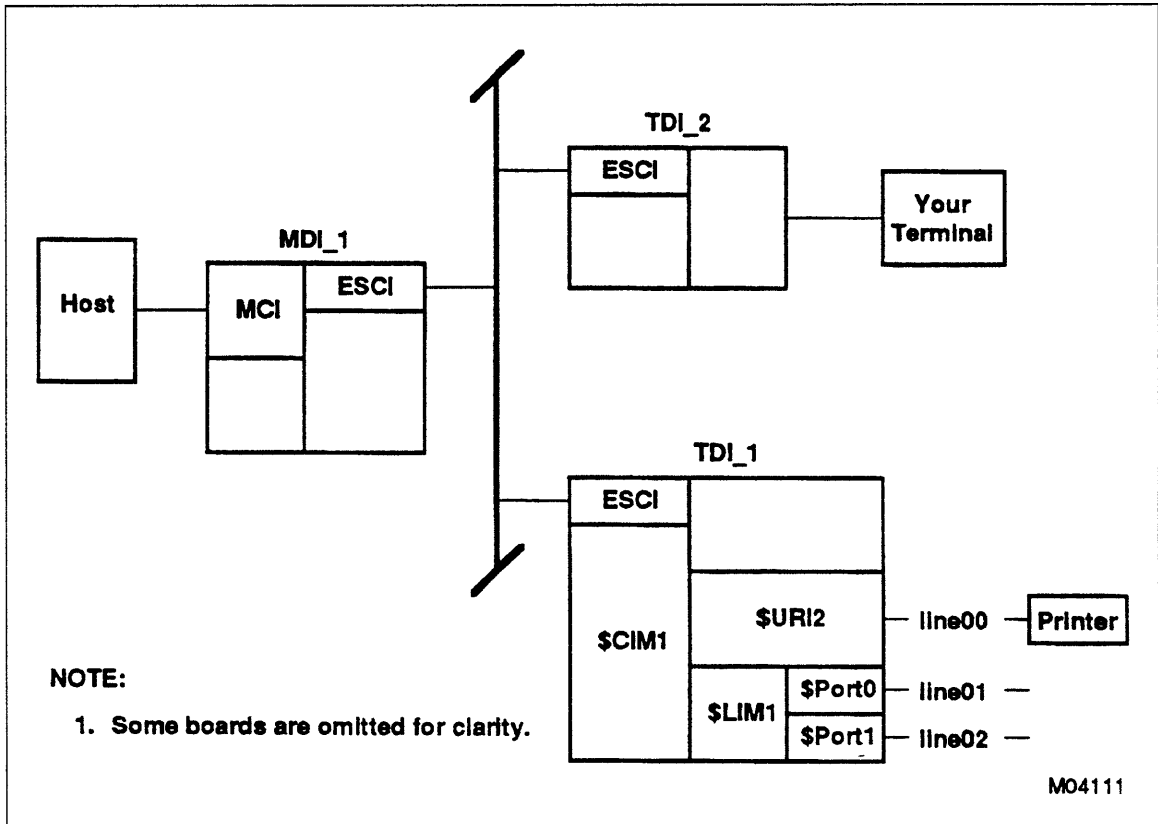 TDI_2
ESCI
Your
Terminal
MDI_1
Host
MCI
ESCI
TDI_1
ESCI
$CIM1
$URI2
line00
Printer
$LIM1
$Port0
line01
$Port1
line02
NOTE:
1. Some boards are omitted for clarity.
M04111